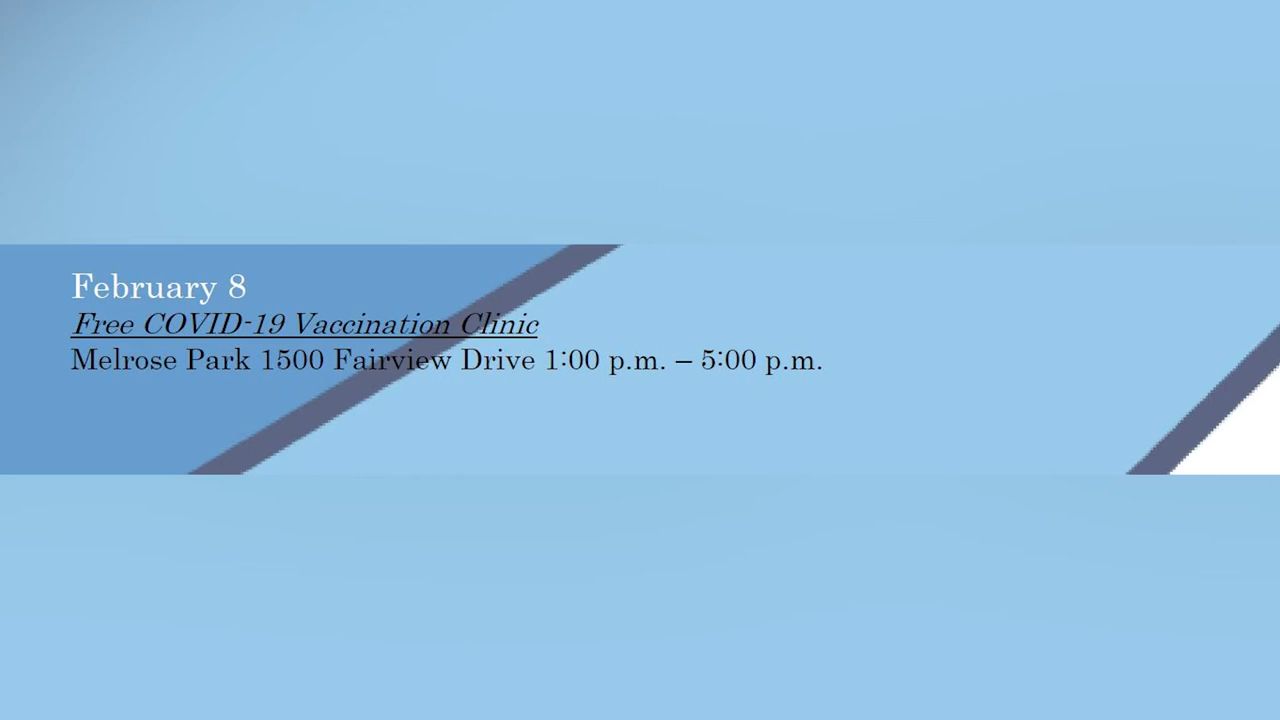 February 8
Free COVID-19 Vaccination Clinic
Melrose Park 1500 Fairview Drive 1:00 p.m. – 5:00 p.m.